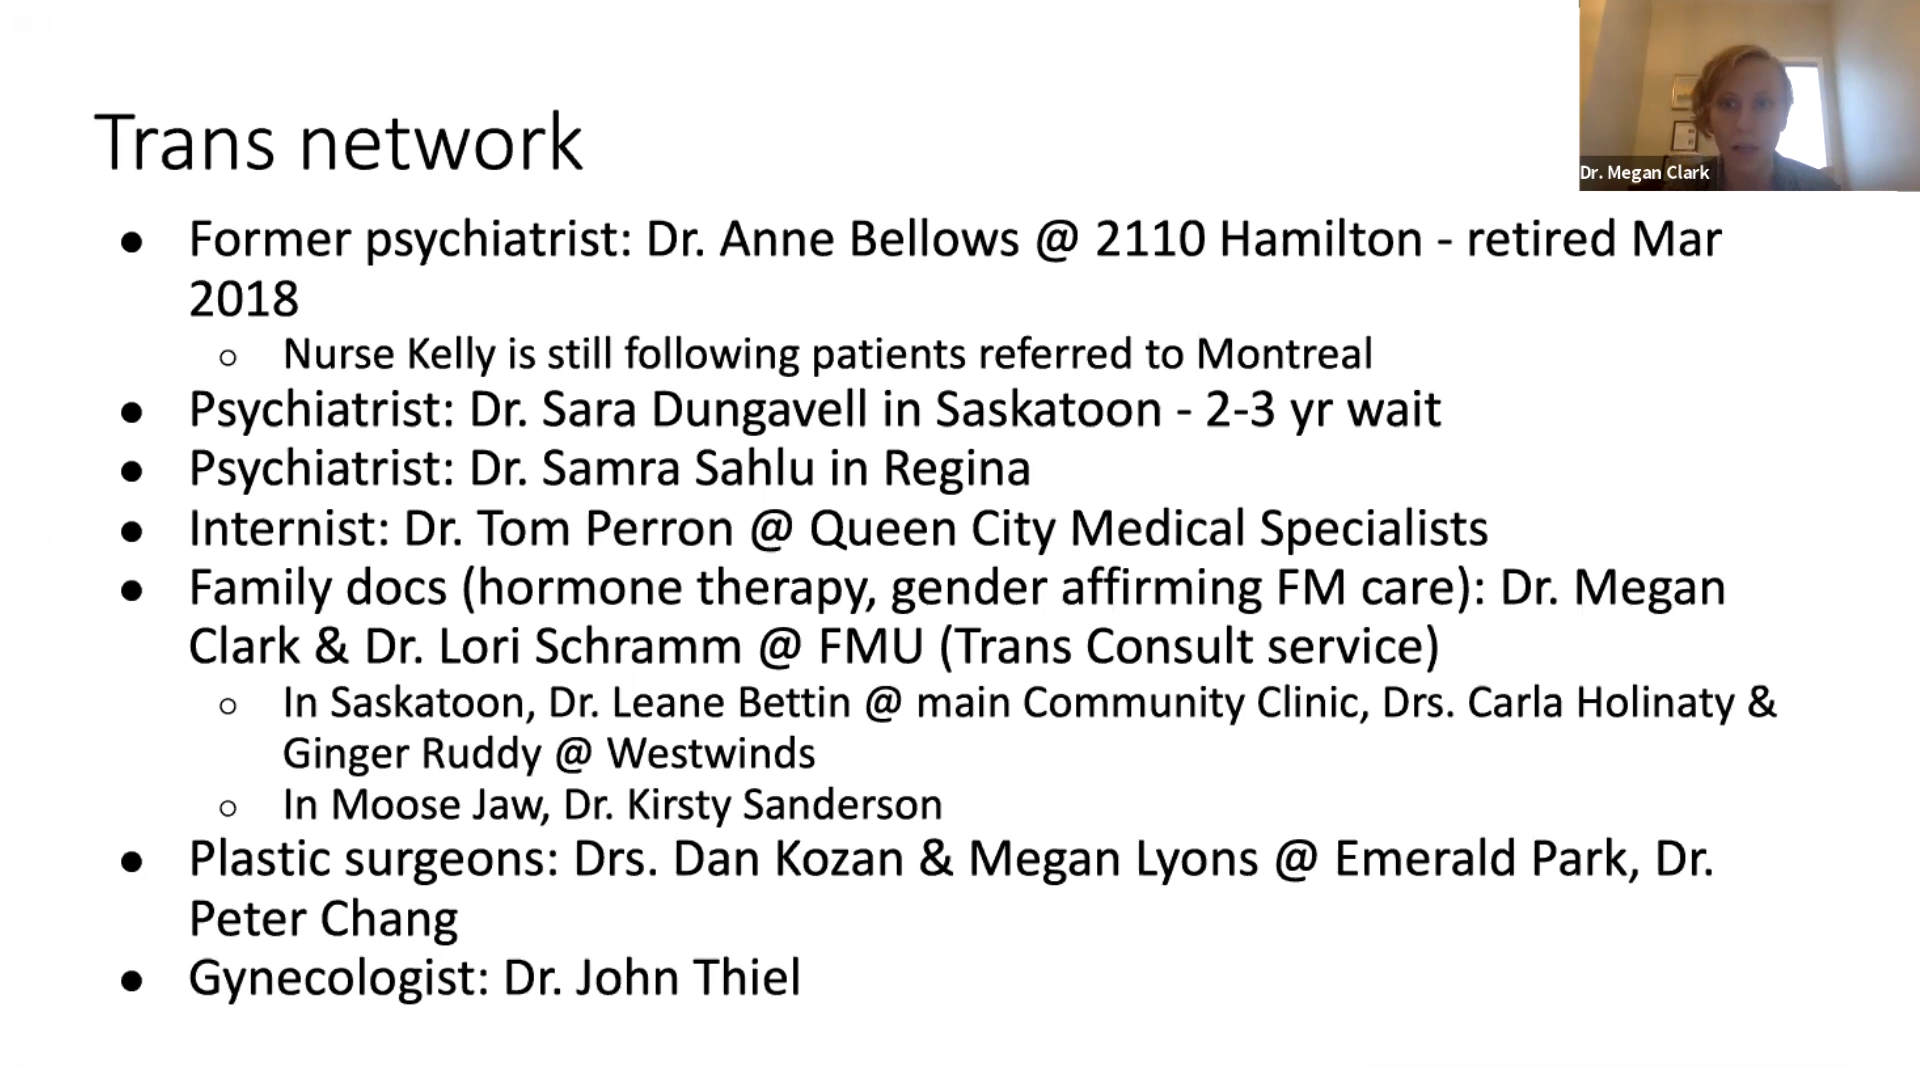 Trans network
Dr. Megan Clark
● Former psychiatrist: Dr. Anne Bellows @ 2110 Hamilton - retired Mar
2018
○ Nurse Kelly is still following patients referred to Montreal
● Psychiatrist: Dr. Sara Dungavell in Saskatoon - 2-3 yr wait
● Psychiatrist: Dr. Samra Sahlu in Regina
● Internist: Dr. Tom Perron @ Queen City Medical Specialists
● Family docs (hormone therapy, gender affirming FM care): Dr. Megan
Clark & Dr. Lori Schramm @ FMU (Trans Consult service)
○ In Saskatoon, Dr. Leane Bettin @ main Community Clinic, Drs. Carla Holinaty &
Ginger Ruddy @ Westwinds
○ In Moose Jaw, Dr. Kirsty Sanderson
● Plastic surgeons: Drs. Dan Kozan & Megan Lyons @ Emerald Park, Dr.
Peter Chang
● Gynecologist: Dr. John Thiel